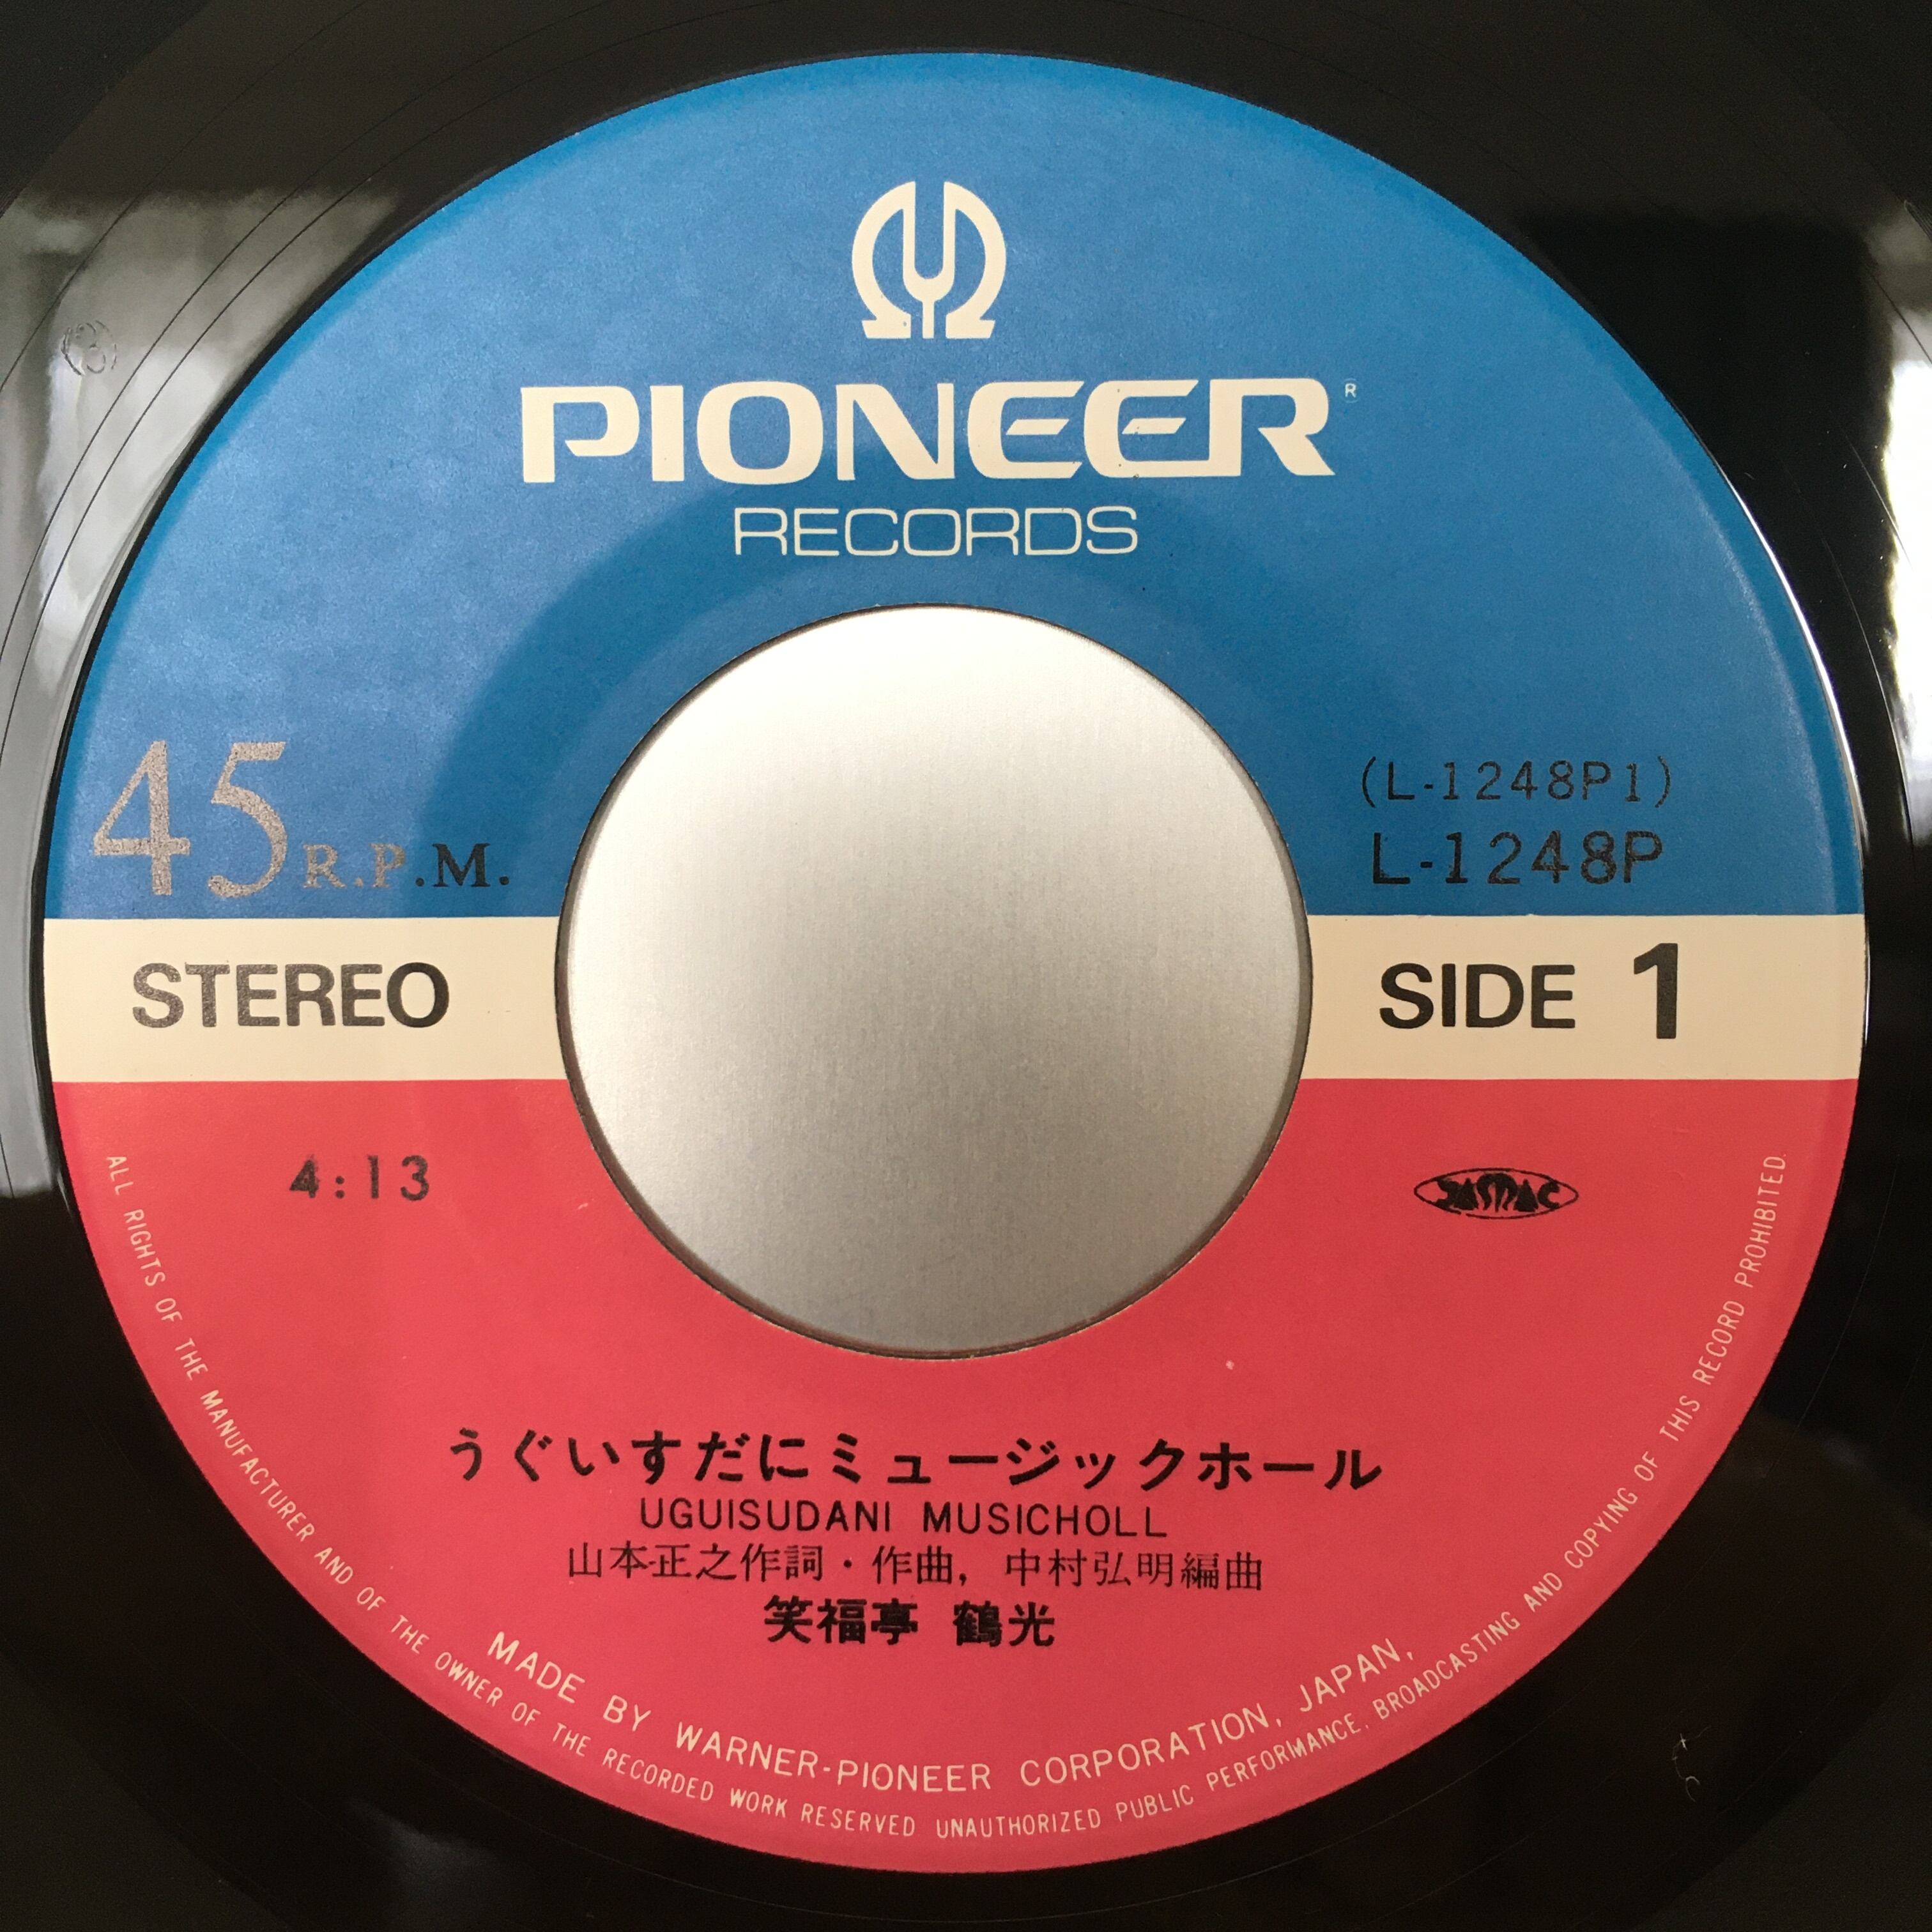 PIONEER®
RECORDS
45 R.P.M.
(L-1248P1)
L-1248P
STEREO
SIDE 1
4:13
JASRAC
うぐいすだにミュージックホール
UGUISUDANI MUSICHOLL
山本正之作詞・作曲, 中村弘明編曲
笑福亭 鶴光
MADE BY WARNER-PIONEER CORPORATION, JAPAN,
ALL RIGHTS OF THE MANUFACTURER AND OF THE OWNER OF THE RECORDED WORK RESERVED UNAUTHORIZED PUBLIC PERFORMANCE, BROADCASTING AND COPYING OF THIS RECORD PROHIBITED.